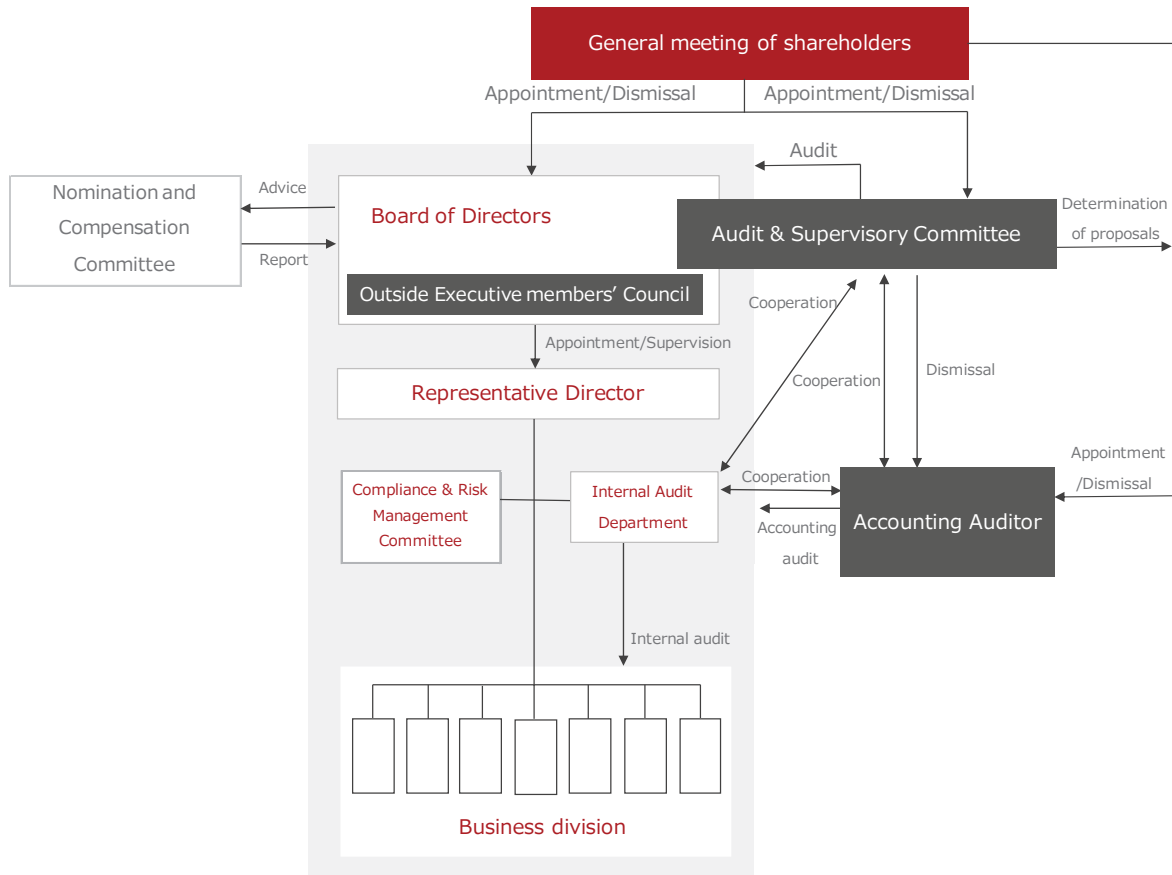 General meeting of shareholders
Appointment/Dismissal
Appointment/Dismissal
Audit
Nomination and
Compensation
Committee
Advice
Report
Board of Directors
Outside Executive members’ Council
Audit & Supervisory Committee
Determination
of proposals
Appointment/Supervision
Cooperation
Cooperation
Dismissal
Representative Director
Compliance & Risk
Management
Committee
Internal Audit
Department
Cooperation
Accounting
audit
Accounting Auditor
Appointment
/Dismissal
Internal audit
Business division